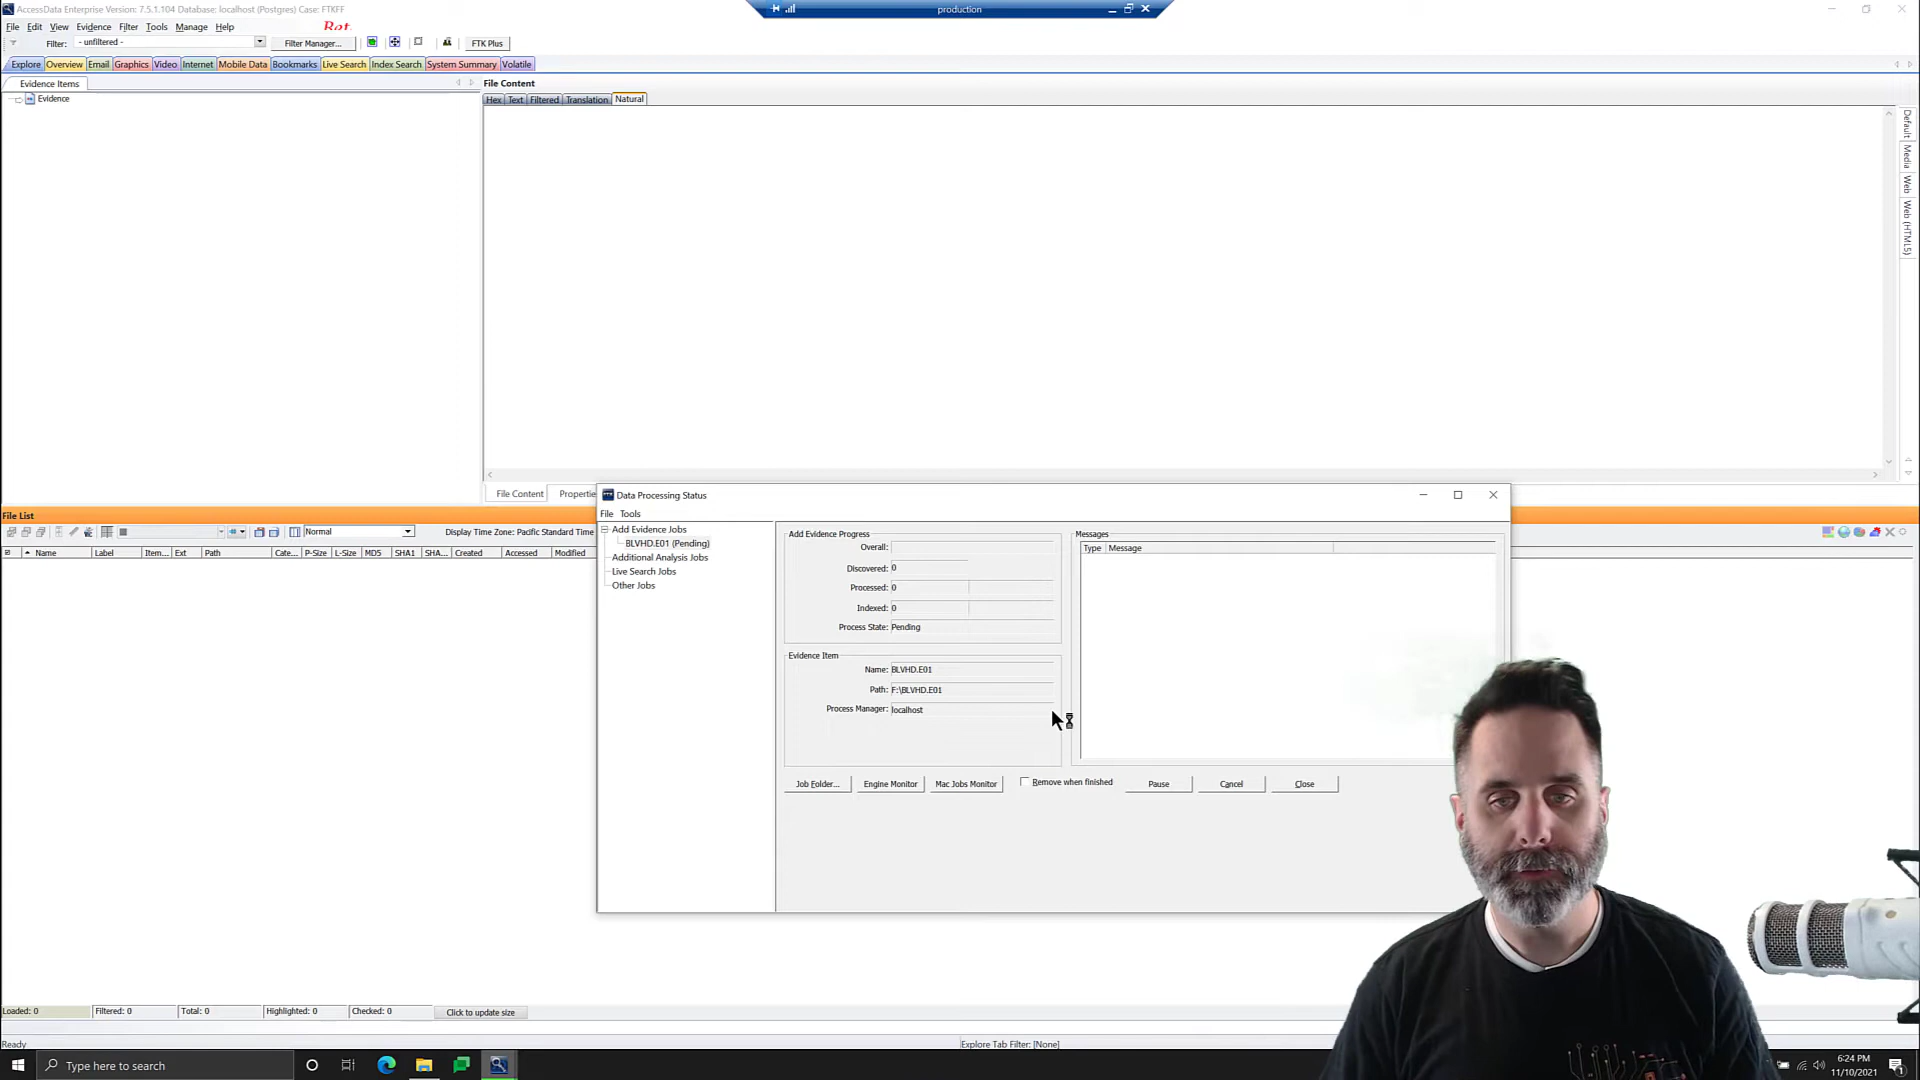 AccessData Enterprise Version: 7.5.1.104 Database: localhost (Postgres) Case: FTKFF
production
File Edit View Evidence Filter Tools Manage Help
Filter: - unfiltered - Filter Manager... FTK Plus
Explore Overview Email Graphics Video Internet Mobile Data Bookmarks Live Search Index Search System Summary Volatile
Evidence Items
Evidence
File Content
Hex Text Filtered Translation Natural
Default
Media
Web
Web (HTML5)
File Content Propertie
File List
Normal Display Time Zone: Pacific Standard Time
Name Label Item... Ext Path Cate... P-Size L-Size MD5 SHA1 SHA... Created Accessed Modified
Data Processing Status
File Tools
Add Evidence Jobs
BLVHD.E01 (Pending)
Additional Analysis Jobs
Live Search Jobs
Other Jobs
Add Evidence Progress
Overall:
Discovered: 0
Processed: 0
Indexed: 0
Process State: Pending
Evidence Item
Name: BLVHD.E01
Path: F:\BLVHD.E01
Process Manager: localhost
Messages
Type Message
Job Folder... Engine Monitor Mac Jobs Monitor Remove when finished Pause Cancel Close
Loaded: 0 Filtered: 0 Total: 0 Highlighted: 0 Checked: 0 Click to update size
Ready Explore Tab Filter: [None]
Type here to search
6:24 PM
11/10/2021